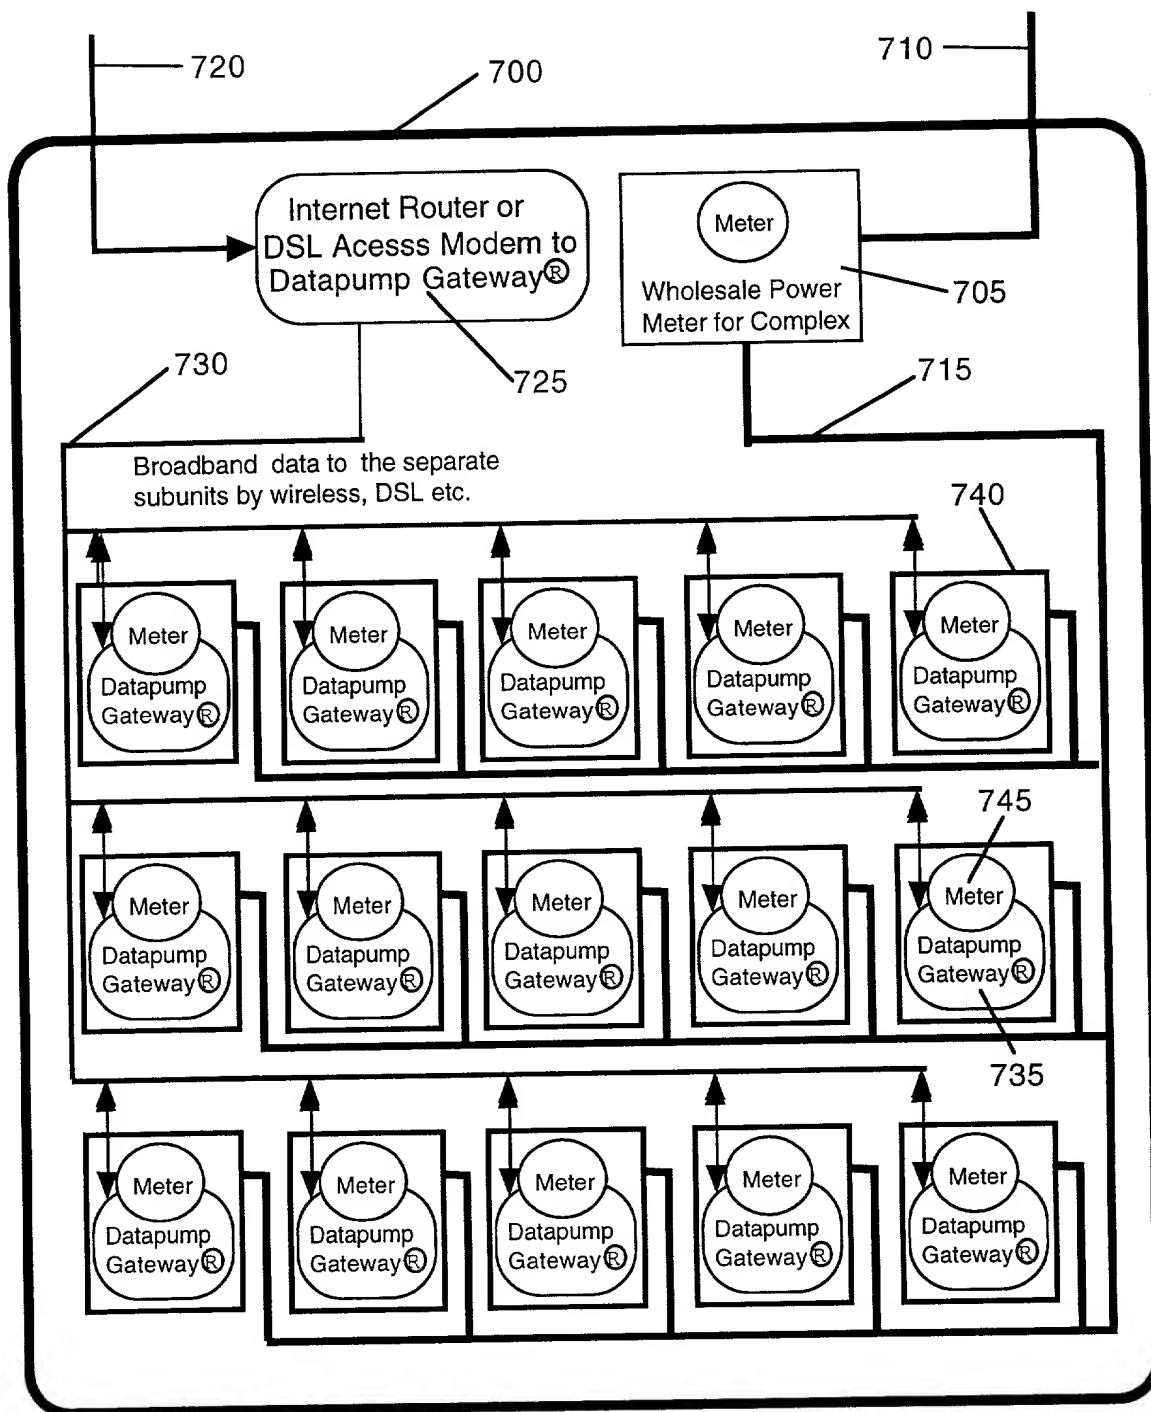 720
700
710
Internet Router or
DSL Acesss Modem to
Datapump Gateway®
Meter
Wholesale Power
Meter for Complex
705
730
725
715
Broadband data to the separate
subunits by wireless, DSL etc.
740
Meter
Datapump
Gateway®
Meter
Datapump
Gateway®
Meter
Datapump
Gateway®
Meter
Datapump
Gateway®
Meter
Datapump
Gateway®
745
Meter
Datapump
Gateway®
Meter
Datapump
Gateway®
Meter
Datapump
Gateway®
Meter
Datapump
Gateway®
Meter
Datapump
Gateway®
735
Meter
Datapump
Gateway®
Meter
Datapump
Gateway®
Meter
Datapump
Gateway®
Meter
Datapump
Gateway®
Meter
Datapump
Gateway®